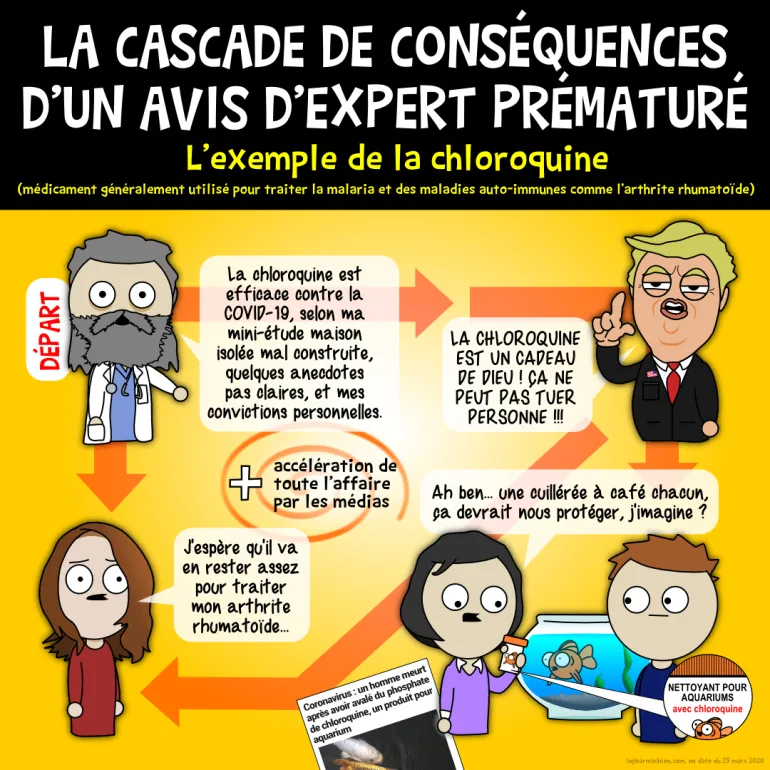 LA CASCADE DE CONSÉQUENCES
D'UN AVIS D'EXPERT PRÉMATURÉ
L'exemple de la chloroquine
(médicament généralement utilisé pour traiter la malaria et des maladies auto-immunes comme l'arthrite rhumatoïde)
DÉPART
La chloroquine est
efficace contre la
COVID-19, selon ma
mini-étude maison
isolée mal construite,
quelques anecdotes
pas claires, et mes
convictions personnelles.
LA CHLOROQUINE
EST UN CADEAU
DE DIEU ! ÇA NE
PEUT PAS TUER
PERSONNE !!!
+ accélération de
toute l'affaire
par les médias
Ah ben... une cuillérée à café chacun,
ça devrait nous protéger, j'imagine ?
J'espère qu'il va
en rester assez
pour traiter
mon arthrite
rhumatoïde...
NETTOYANT POUR
AQUARIUMS
avec chloroquine
Coronavirus : un homme meurt
après avoir avalé du phosphate
de chloroquine, un produit pour
aquarium
lepharmachien.com, en date du 25 mars 2020